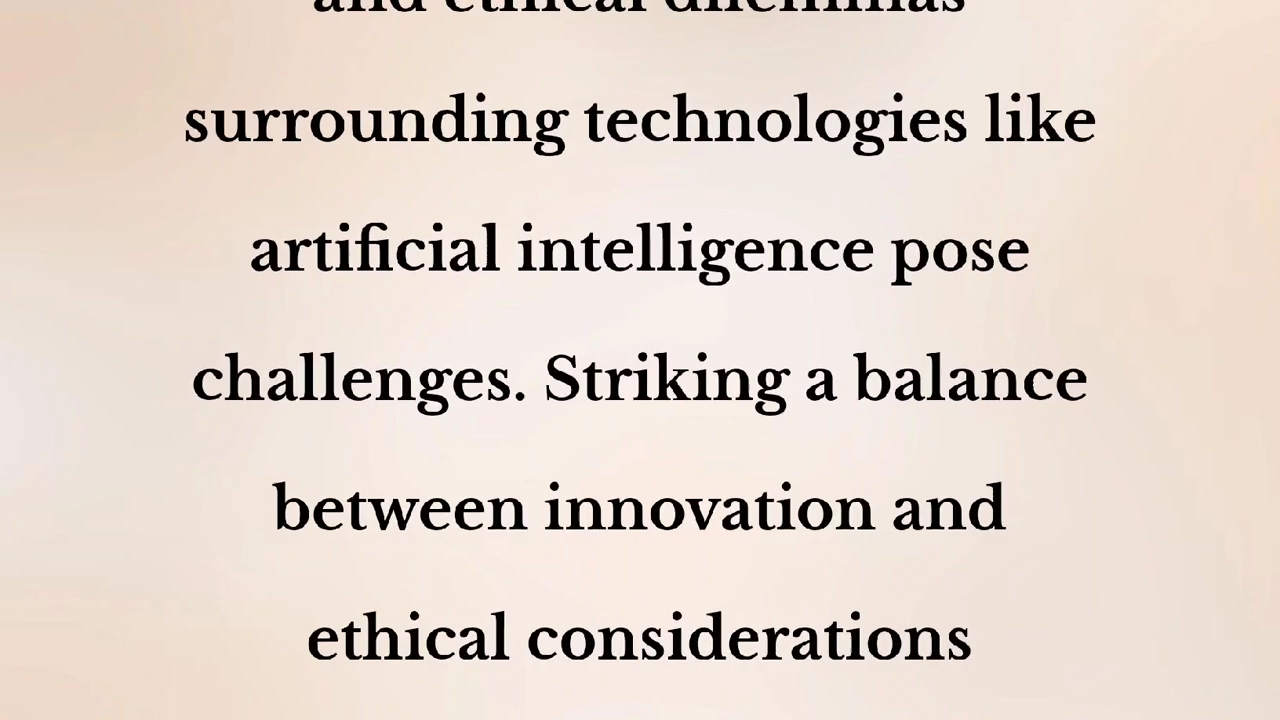 and ethical dilemmas
surrounding technologies like
artificial intelligence pose
challenges. Striking a balance
between innovation and
ethical considerations